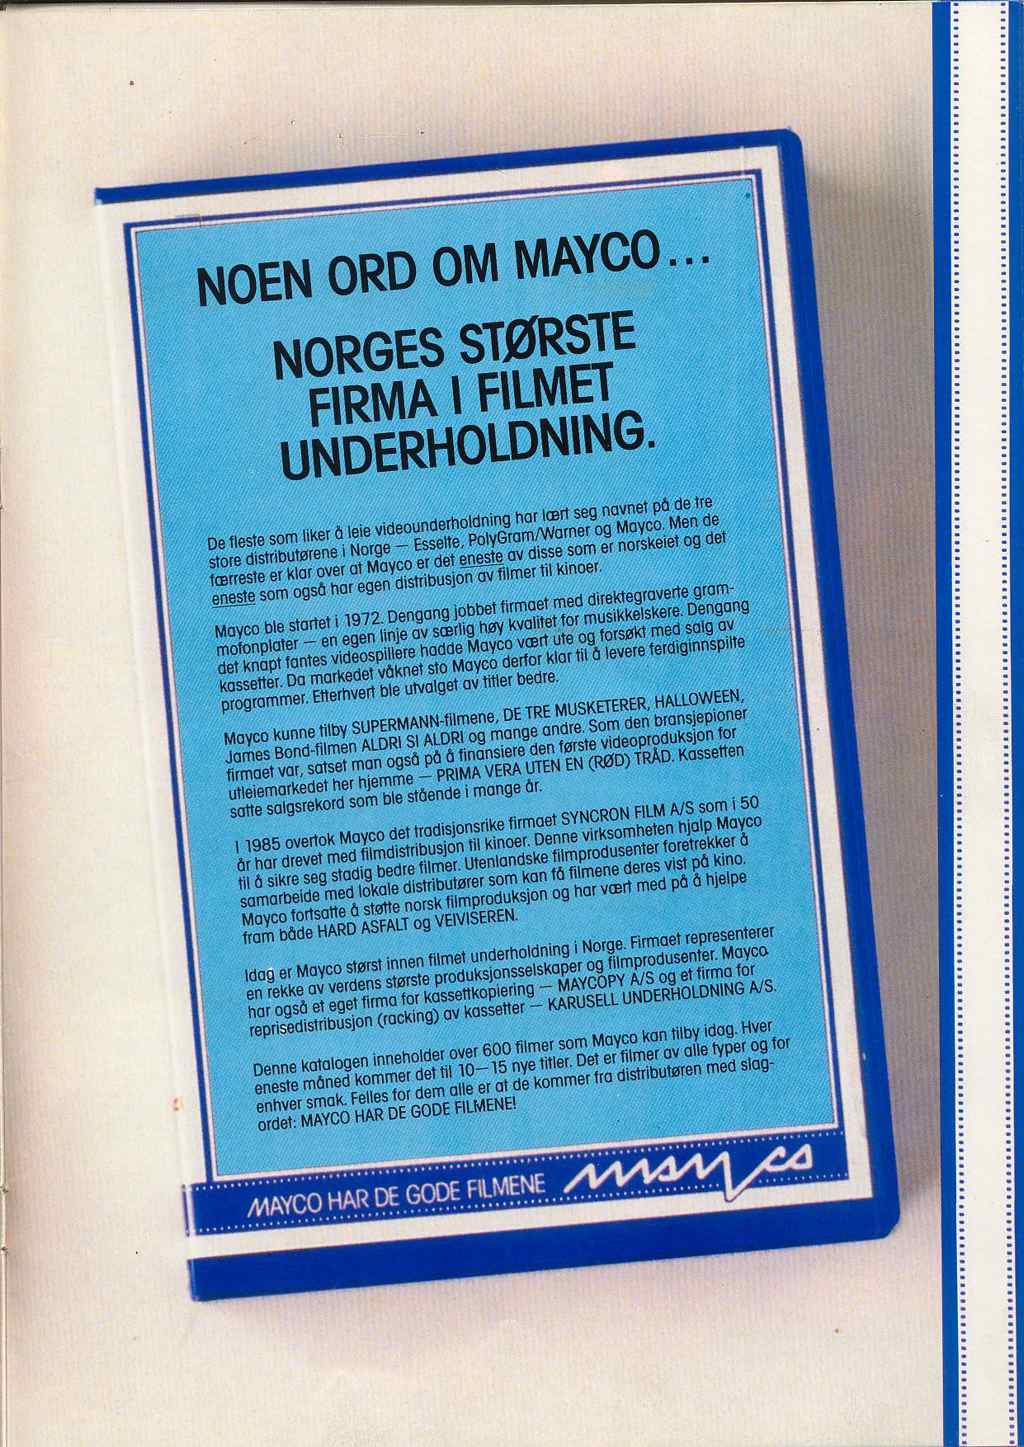 NOEN ORD OM MAYCO...
NORGES STØRSTE
FIRMA I FILMET
UNDERHOLDNING.
De fleste som liker å leie videounderholdning har lært seg navnet på de tre
store distributørene i Norge — Esselte, PolyGram/Warner og Mayco. Men de
færreste er klar over at Mayco er det eneste av disse som er norskeiet og det
eneste som også har egen distribusjon av filmer til kinoer.
Mayco ble startet i 1972. Dengang jobbet firmaet med direktegraverte gram-
mofonplater — en egen linje av særlig høy kvalitet for musikkelskere. Dengang
det knapt fantes videospillere hadde Mayco vært ute og forsøkt med salg av
kassetter. Da markedet våknet sto Mayco derfor klar til å levere ferdiginnspilte
programmer. Etterhvert ble utvalget av titler bedre.
Mayco kunne tilby SUPERMANN-filmene, DE TRE MUSKETERER, HALLOWEEN,
James Bond-filmen ALDRI SI ALDRI og mange andre. Som den bransjepioner
firmaet var, satset man også på å finansiere den første videoproduksjon for
utleiemarkedet her hjemme — PRIMA VERA UTEN EN (RØD) TRÅD. Kassetten
satte salgsrekord som ble stående i mange år.
I 1985 overtok Mayco det tradisjonsrike firmaet SYNCRON FILM A/S som i 50
år har drevet med filmdistribusjon til kinoer. Denne virksomheten hjalp Mayco
til å sikre seg stadig bedre filmer. Utenlandske filmprodusenter foretrekker å
samarbeide med lokale distributører som kan få filmene deres vist på kino.
Mayco fortsatte å støtte norsk filmproduksjon og har vært med på å hjelpe
fram både HARD ASFALT og VEIVISEREN.
Idag er Mayco størst innen filmet underholdning i Norge. Firmaet representerer
en rekke av verdens største produksjonsselskaper og filmprodusenter. Mayco
har også et eget firma for kassettkopiering — MAYCOPY A/S og et firma for
reprisedistribusjon (racking) av kassetter — KARUSELL UNDERHOLDNING A/S.
Denne katalogen inneholder over 600 filmer som Mayco kan tilby idag. Hver
eneste måned kommer det til 10—15 nye titler. Det er filmer av alle typer og for
enhver smak. Felles for dem alle er at de kommer fra distributøren med slag-
ordet: MAYCO HAR DE GODE FILMENE!
MAYCO HAR DE GODE FILMENE mayco